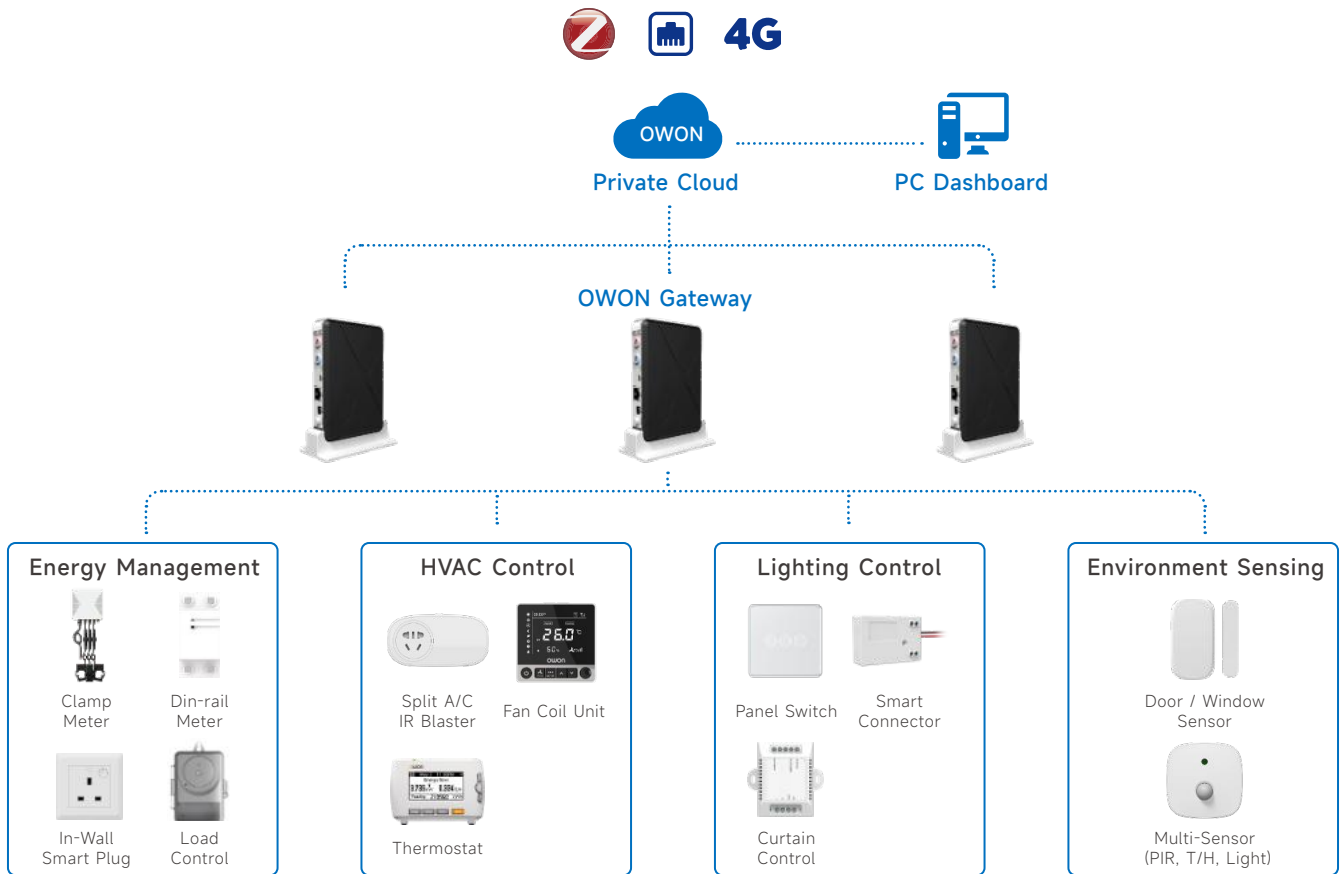 Z
4G
OWON
Private Cloud
PC Dashboard
OWON Gateway
Energy Management
Clamp
Meter
Din-rail
Meter
In-Wall
Smart Plug
Load
Control
HVAC Control
26.0 °C
owon
Split A/C
IR Blaster
Fan Coil Unit
Thermostat
Lighting Control
Panel Switch
Smart
Connector
Curtain
Control
Environment Sensing
Door / Window
Sensor
Multi-Sensor
(PIR, T/H, Light)